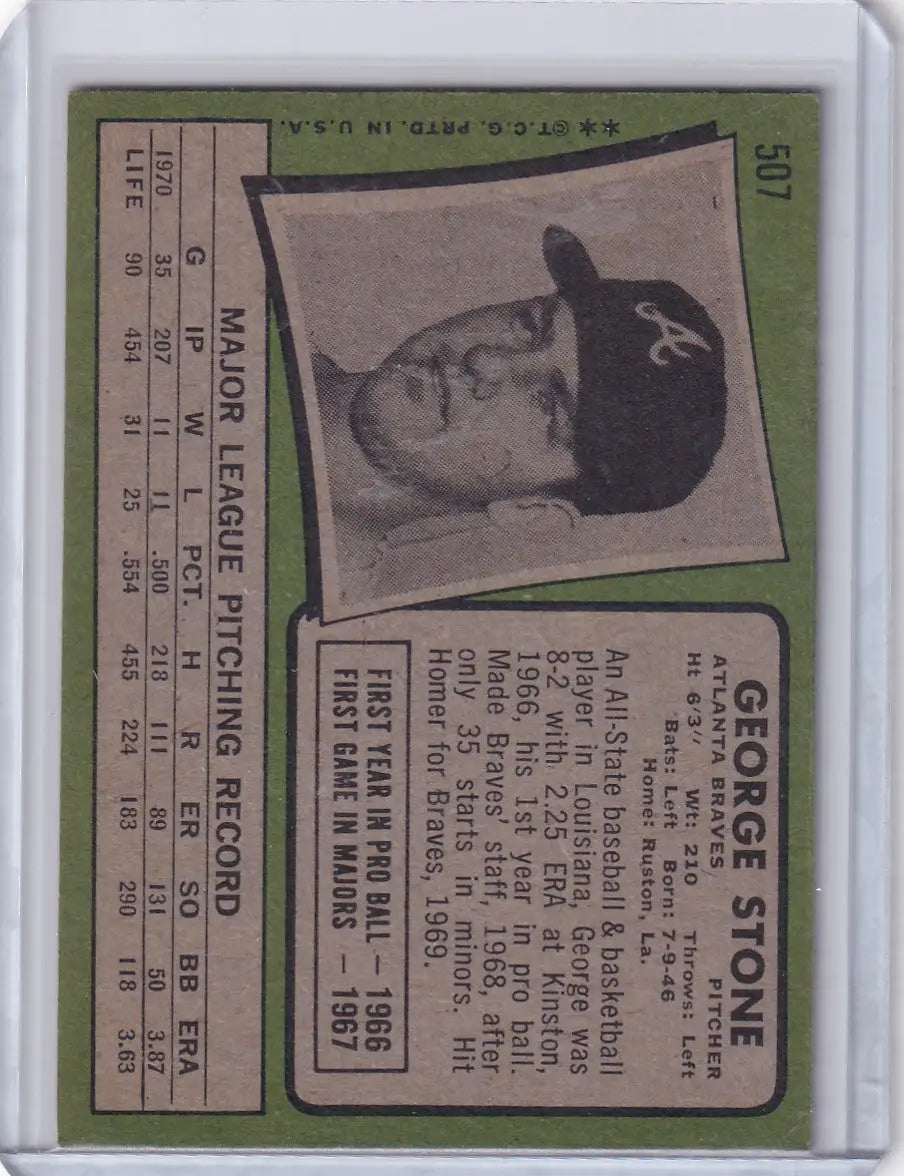 507
**©T.C.G. PRTD. IN U.S.A.
A
GEORGE STONE
ATLANTA BRAVES PITCHER
Ht 6'3" Wt: 210 Throws: Left
Bats: Left Born: 7-9-46
Home: Ruston, La.
An All-State baseball & basketball
player in Louisiana, George was
8-2 with 2.25 ERA at Kinston,
1966, his 1st year in pro ball.
Made Braves' staff, 1968, after
only 35 starts in minors. Hit
Homer for Braves, 1969.
FIRST YEAR IN PRO BALL — 1966
FIRST GAME IN MAJORS — 1967
MAJOR LEAGUE PITCHING RECORD
G IP W L PCT. H R ER SO BB ERA
1970 35 207 11 11 .500 218 111 89 131 50 3.87
LIFE 90 454 31 25 .554 455 224 183 290 118 3.63